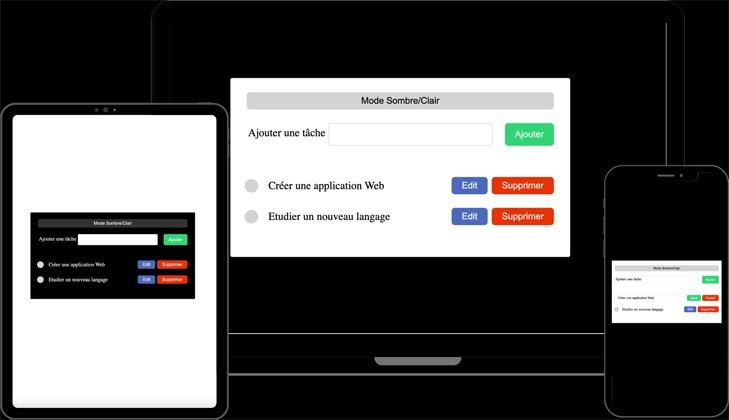 Mode Sombre/Clair
Ajouter une tâche Ajouter
Créer une application Web Edit Supprimer
Etudier un nouveau langage Edit Supprimer
Mode Sombre/Clair
Ajouter une tâche Ajouter
Créer une application Web Edit Supprimer
Etudier un nouveau langage Edit Supprimer
Mode Sombre/Clair
Ajouter une tâche Ajouter
Créer une application Web
Etudier un nouveau langage Edit Supprimer